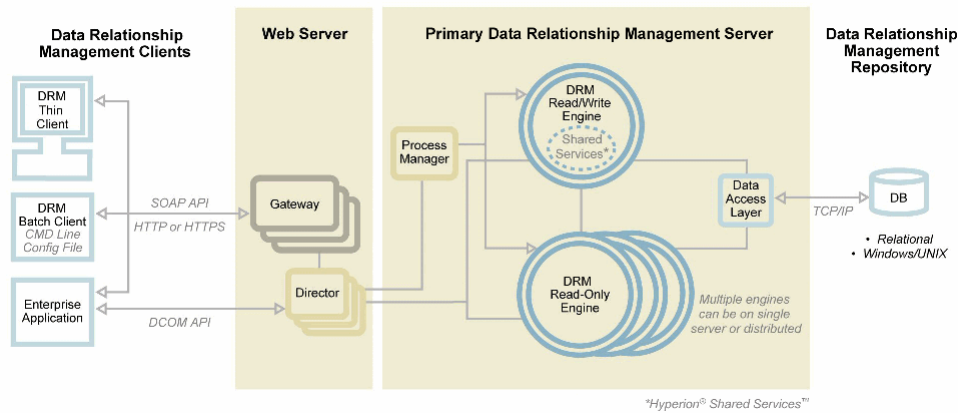 Data Relationship
Management Clients
Web Server
Primary Data Relationship Management Server
Data Relationship
Management
Repository
DRM
Thin
Client
DRM
Batch Client
CMD Line
Config File
Enterprise
Application
SOAP API
HTTP or HTTPS
DCOM API
Gateway
Director
Process
Manager
DRM
Read/Write
Engine
Shared
Services*
DRM
Read-Only
Engine
Multiple engines
can be on single
server or distributed
Data
Access
Layer
TCP/IP
DB
• Relational
• Windows/UNIX
*Hyperion® Shared Services™